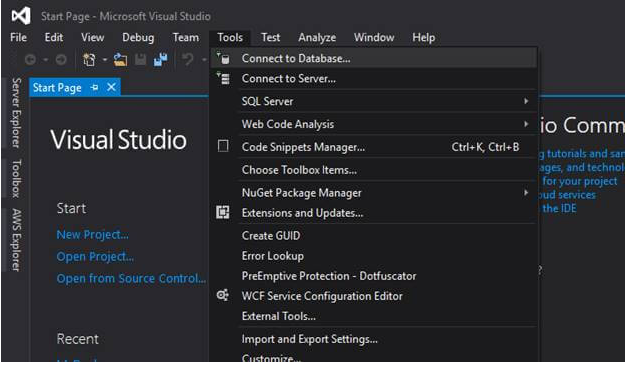 Start Page - Microsoft Visual Studio
File Edit View Debug Team Tools Test Analyze Window Help
Server Explorer
Toolbox
AWS Explorer
Start Page
Visual Studio
Start
New Project...
Open Project...
Open from Source Control...
Recent
Connect to Database...
Connect to Server...
SQL Server
Web Code Analysis
Code Snippets Manager... Ctrl+K, Ctrl+B
Choose Toolbox Items...
NuGet Package Manager
Extensions and Updates...
Create GUID
Error Lookup
PreEmptive Protection - Dotfuscator
WCF Service Configuration Editor
External Tools...
Import and Export Settings...
Customize...
io Comm
g tutorials and sar
ages, and technol
for your project
oud services
the IDE
?